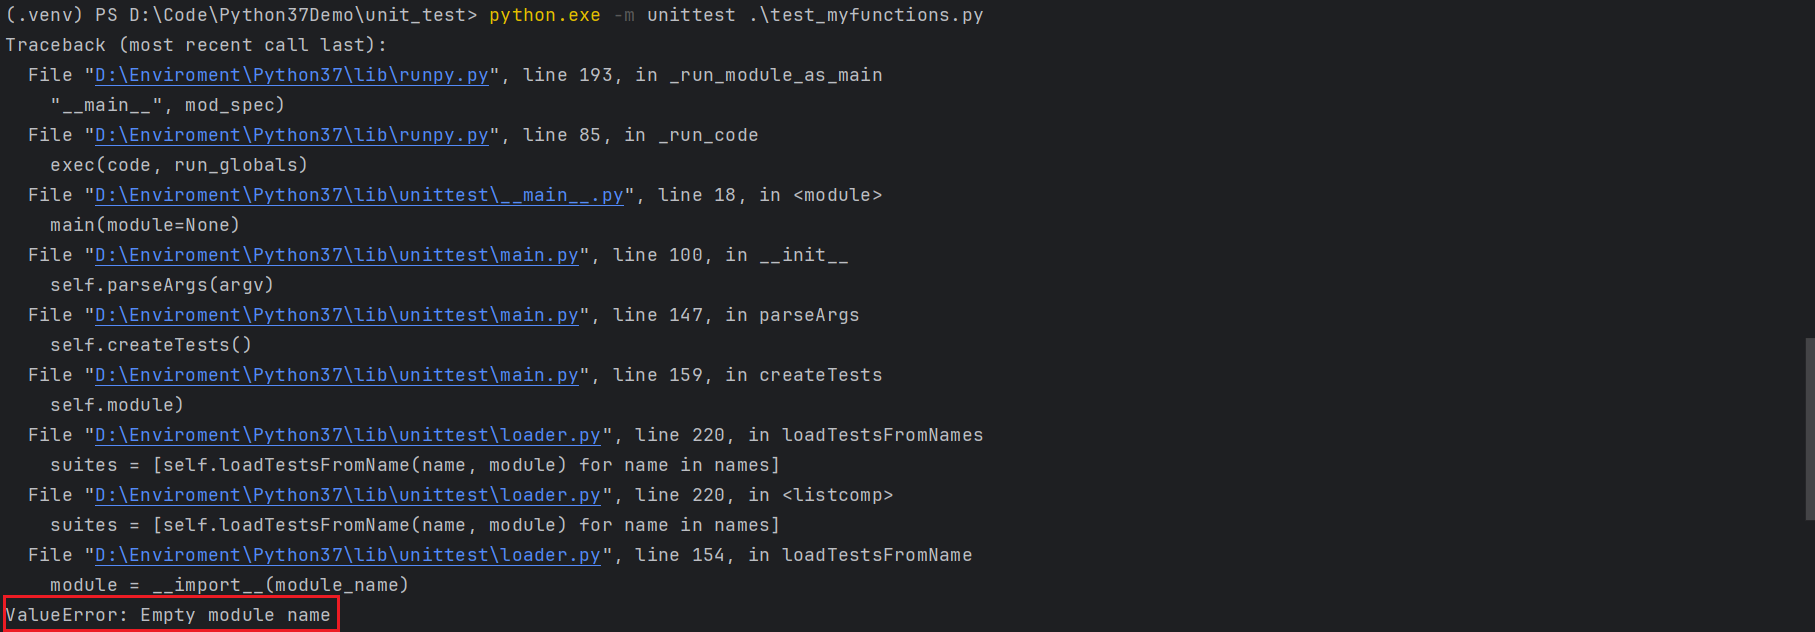 (.venv) PS D:\Code\Python37Demo\unit_test> python.exe -m unittest .\test_myfunctions.py
Traceback (most recent call last):
  File "D:\Enviroment\Python37\lib\runpy.py", line 193, in _run_module_as_main
    "__main__", mod_spec)
  File "D:\Enviroment\Python37\lib\runpy.py", line 85, in _run_code
    exec(code, run_globals)
  File "D:\Enviroment\Python37\lib\unittest\__main__.py", line 18, in <module>
    main(module=None)
  File "D:\Enviroment\Python37\lib\unittest\main.py", line 100, in __init__
    self.parseArgs(argv)
  File "D:\Enviroment\Python37\lib\unittest\main.py", line 147, in parseArgs
    self.createTests()
  File "D:\Enviroment\Python37\lib\unittest\main.py", line 159, in createTests
    self.module)
  File "D:\Enviroment\Python37\lib\unittest\loader.py", line 220, in loadTestsFromNames
    suites = [self.loadTestsFromName(name, module) for name in names]
  File "D:\Enviroment\Python37\lib\unittest\loader.py", line 220, in <listcomp>
    suites = [self.loadTestsFromName(name, module) for name in names]
  File "D:\Enviroment\Python37\lib\unittest\loader.py", line 154, in loadTestsFromName
    module = __import__(module_name)
ValueError: Empty module name